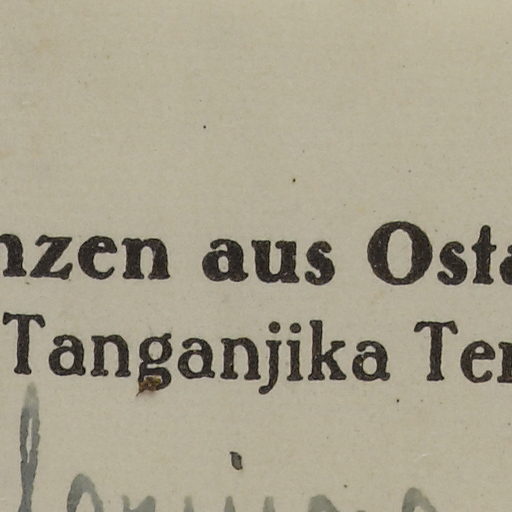 nzen aus Osta
Tanganjika Ter